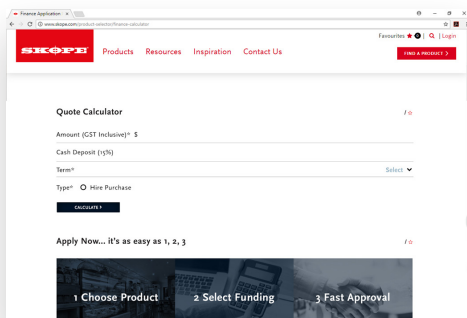 Finance Application
www.skope.com/product-selector/finance-calculator
Favourites 0 | | Login
SKOPE
Products Resources Inspiration Contact Us
FIND A PRODUCT >
Quote Calculator
Amount (GST Inclusive)* $
Cash Deposit (15%)
Term* Select
Type* Hire Purchase
CALCULATE >
Apply Now... it's as easy as 1, 2, 3
1 Choose Product 2 Select Funding 3 Fast Approval